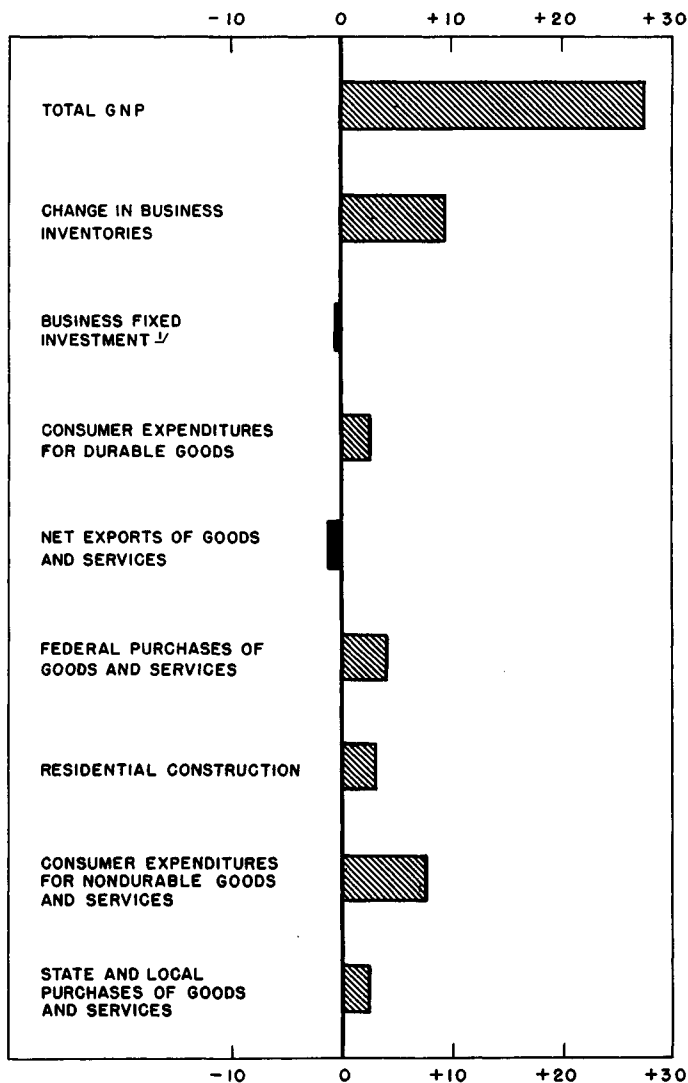 -10 0 +10 +20 +30
TOTAL GNP
CHANGE IN BUSINESS
INVENTORIES
BUSINESS FIXED
INVESTMENT 1/
CONSUMER EXPENDITURES
FOR DURABLE GOODS
NET EXPORTS OF GOODS
AND SERVICES
FEDERAL PURCHASES OF
GOODS AND SERVICES
RESIDENTIAL CONSTRUCTION
CONSUMER EXPENDITURES
FOR NONDURABLE GOODS
AND SERVICES
STATE AND LOCAL
PURCHASES OF GOODS
AND SERVICES
-10 0 +10 +20 +30